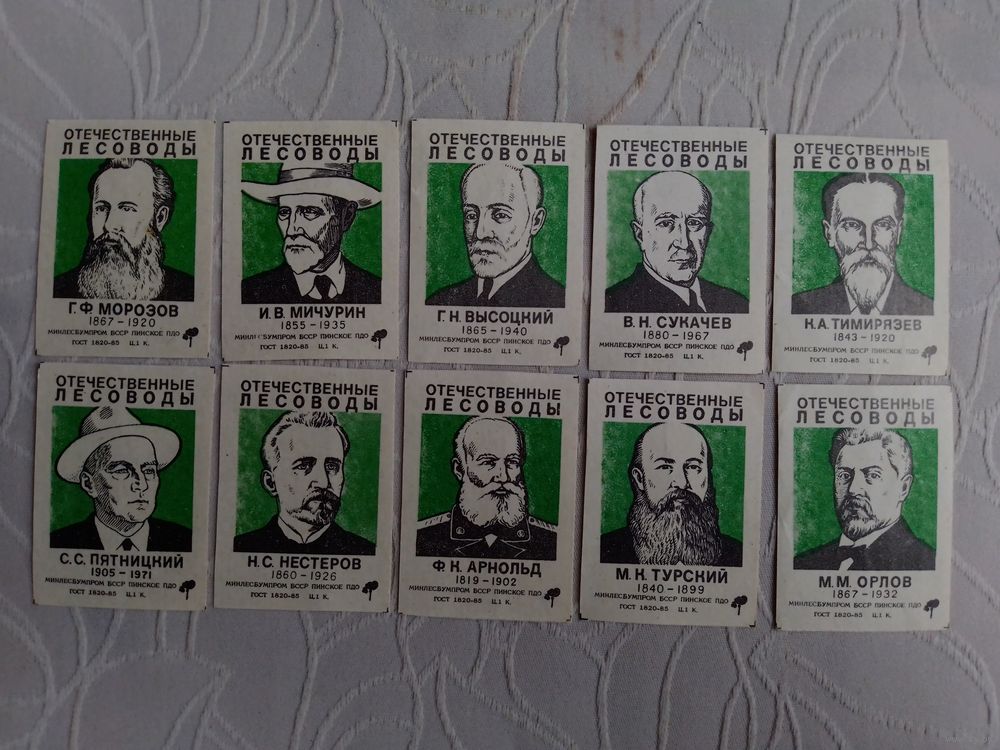 ОТЕЧЕСТВЕННЫЕ
ЛЕСОВОДЫ
Г.Ф. МОРОЗОВ
1867 – 1920
МИНЛЕСБУМПРОМ БССР ПИНСКОЕ ПДО
ГОСТ 1820-85 Ц.1 К.
ОТЕЧЕСТВЕННЫЕ
ЛЕСОВОДЫ
И.В. МИЧУРИН
1855 – 1935
МИНЛЕСБУМПРОМ БССР ПИНСКОЕ ПДО
ГОСТ 1820-85 Ц.1 К.
ОТЕЧЕСТВЕННЫЕ
ЛЕСОВОДЫ
Г.Н. ВЫСОЦКИЙ
1865 – 1940
МИНЛЕСБУМПРОМ БССР ПИНСКОЕ ПДО
ГОСТ 1820-85 Ц.1 К.
ОТЕЧЕСТВЕННЫЕ
ЛЕСОВОДЫ
В.Н. СУКАЧЕВ
1880 – 1967
МИНЛЕСБУМПРОМ БССР ПИНСКОЕ ПДО
ГОСТ 1820-85 Ц.1 К.
ОТЕЧЕСТВЕННЫЕ
ЛЕСОВОДЫ
К.А. ТИМИРЯЗЕВ
1843 – 1920
МИНЛЕСБУМПРОМ БССР ПИНСКОЕ ПДО
ГОСТ 1820-85 Ц.1 К.
ОТЕЧЕСТВЕННЫЕ
ЛЕСОВОДЫ
С.С. ПЯТНИЦКИЙ
1905 – 1971
МИНЛЕСБУМПРОМ БССР ПИНСКОЕ ПДО
ГОСТ 1820-85 Ц.1 К.
ОТЕЧЕСТВЕННЫЕ
ЛЕСОВОДЫ
Н.С. НЕСТЕРОВ
1860 – 1926
МИНЛЕСБУМПРОМ БССР ПИНСКОЕ ПДО
ГОСТ 1820-85 Ц.1 К.
ОТЕЧЕСТВЕННЫЕ
ЛЕСОВОДЫ
Ф.К. АРНОЛЬД
1819 – 1902
МИНЛЕСБУМПРОМ БССР ПИНСКОЕ ПДО
ГОСТ 1820-85 Ц.1 К.
ОТЕЧЕСТВЕННЫЕ
ЛЕСОВОДЫ
М.К. ТУРСКИЙ
1840 – 1899
МИНЛЕСБУМПРОМ БССР ПИНСКОЕ ПДО
ГОСТ 1820-85 Ц.1 К.
ОТЕЧЕСТВЕННЫЕ
ЛЕСОВОДЫ
М.М. ОРЛОВ
1867 – 1932
МИНЛЕСБУМПРОМ БССР ПИНСКОЕ ПДО
ГОСТ 1820-85 Ц.1 К.